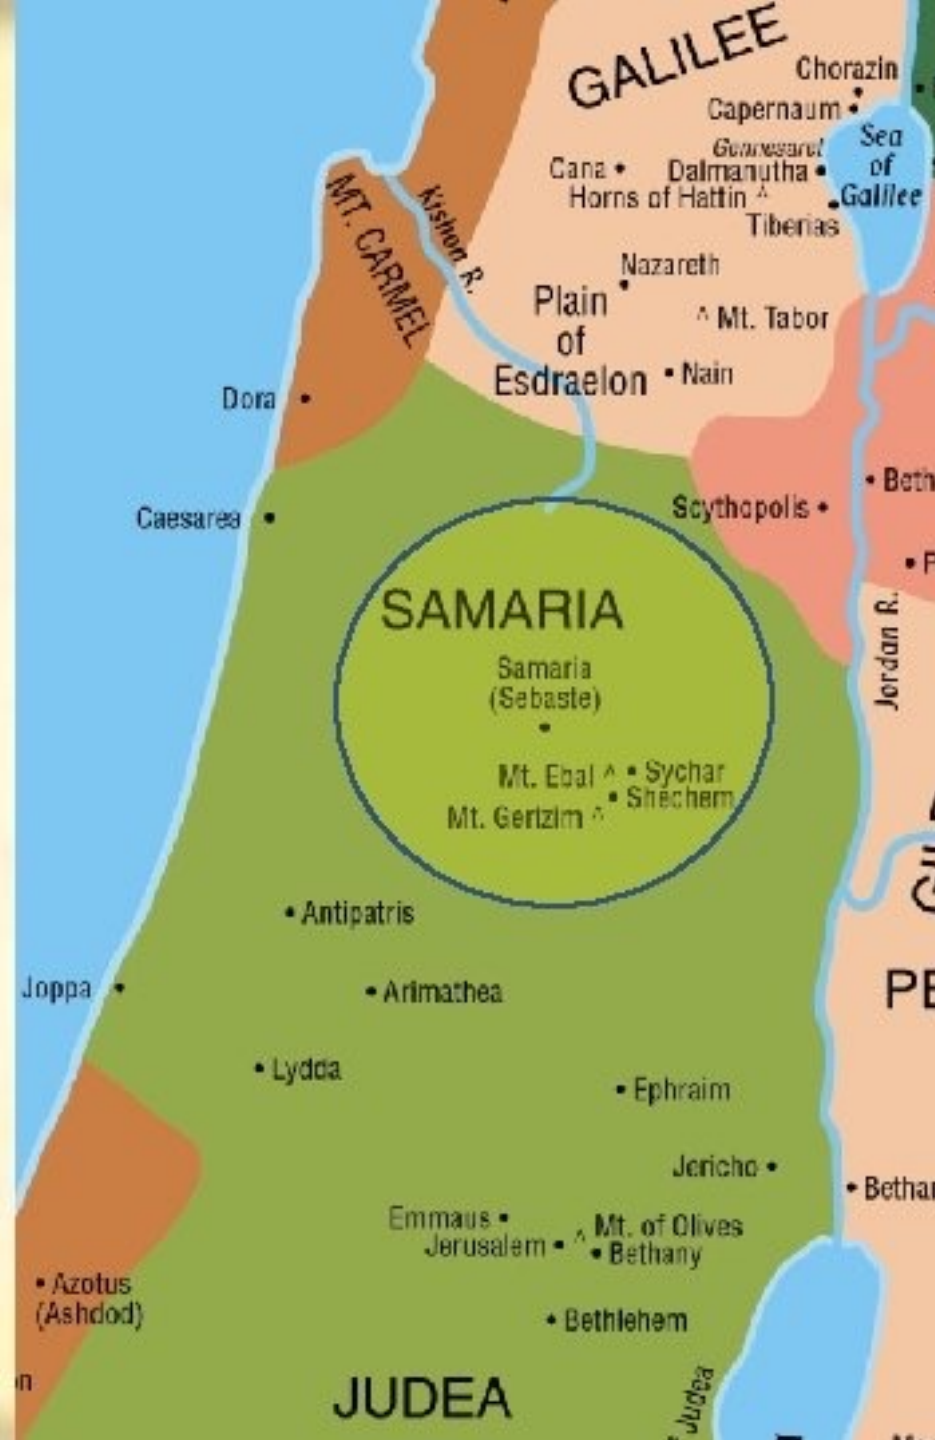 GALILEE
Chorazin
Capernaum
Gennesaret
Sea
of
Galilee
Cana
Dalmanutha
Horns of Hattin
Tiberias
MT. CARMEL
Kishon R.
Nazareth
Plain
of
Esdraelon
Mt. Tabor
Nain
Dora
Beth
Scythopolis
Caesarea
P
SAMARIA
Jordan R.
Samaria
(Sebaste)
Mt. Ebal
Sychar
Shechem
Mt. Gerizim
Antipatris
Joppa
Arimathea
PE
Lydda
Ephraim
Jericho
Bethan
Emmaus
Mt. of Olives
Jerusalem
Bethany
Azotus
(Ashdod)
Bethlehem
on
JUDEA
Judea